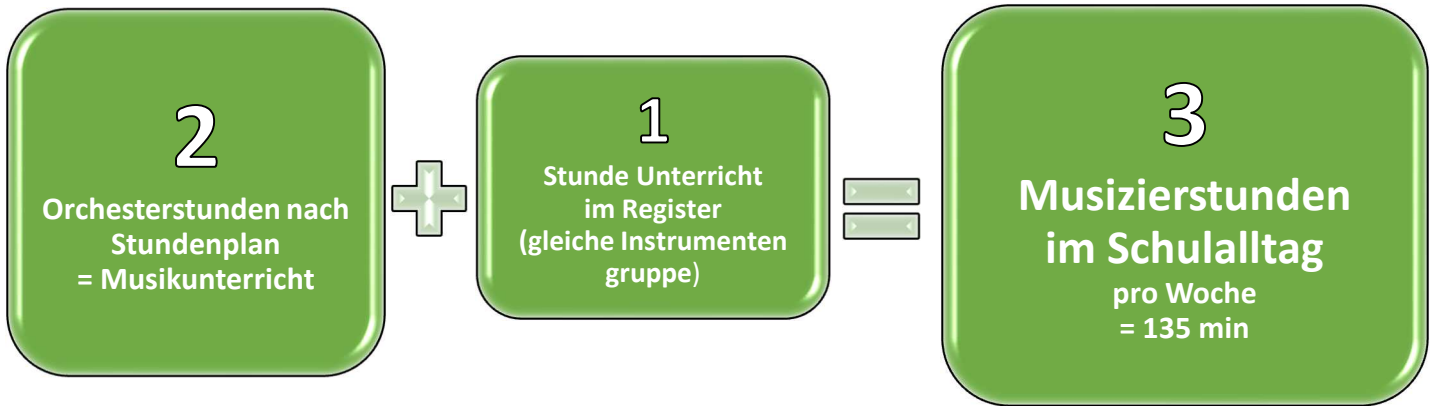 2
Orchesterstunden nach
Stundenplan
= Musikunterricht
1
Stunde Unterricht
im Register
(gleiche Instrumenten
gruppe)
3
Musizierstunden
im Schulalltag
pro Woche
= 135 min